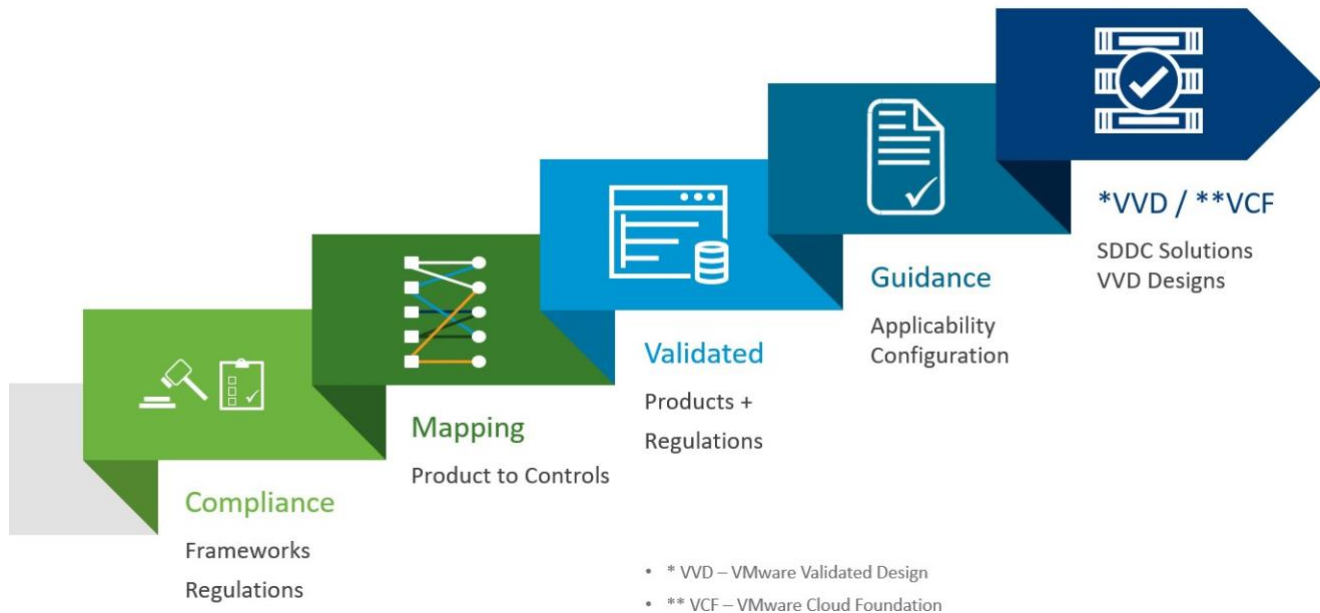 Compliance
Frameworks
Regulations
Mapping
Product to Controls
Validated
Products +
Regulations
Guidance
Applicability
Configuration
*VVD / **VCF
SDDC Solutions
VVD Designs
• * VVD – VMware Validated Design
• ** VCF – VMware Cloud Foundation